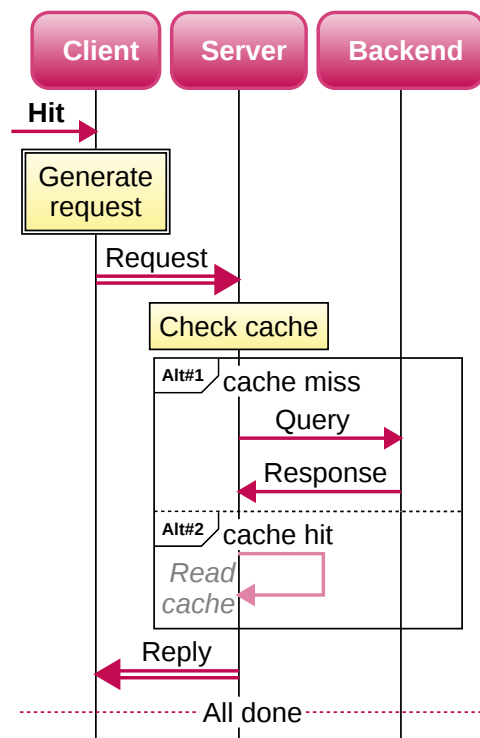 Client Server Backend
Hit
Generate
request
Request
Check cache
Alt#1 cache miss
Query
Response
Alt#2 cache hit
Read
cache
Reply
All done